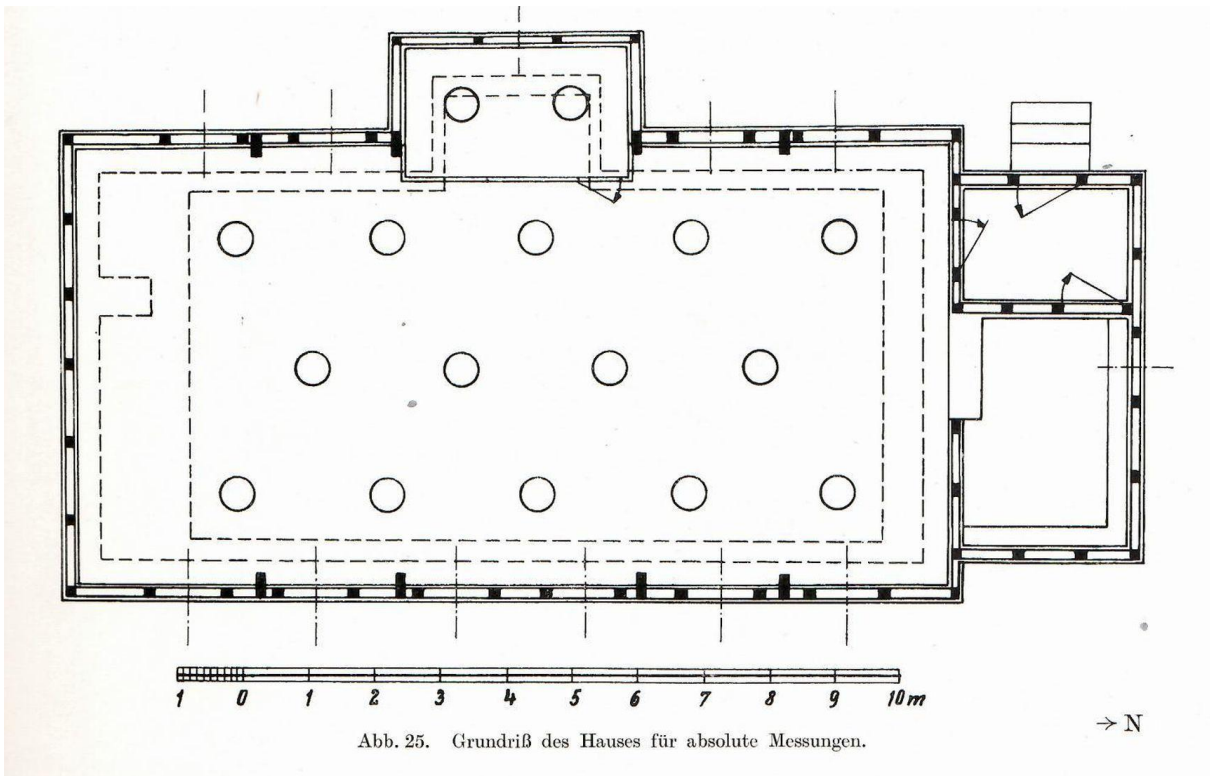 1 0 1 2 3 4 5 6 7 8 9 10 m
→ N
Abb. 25. Grundriß des Hauses für absolute Messungen.